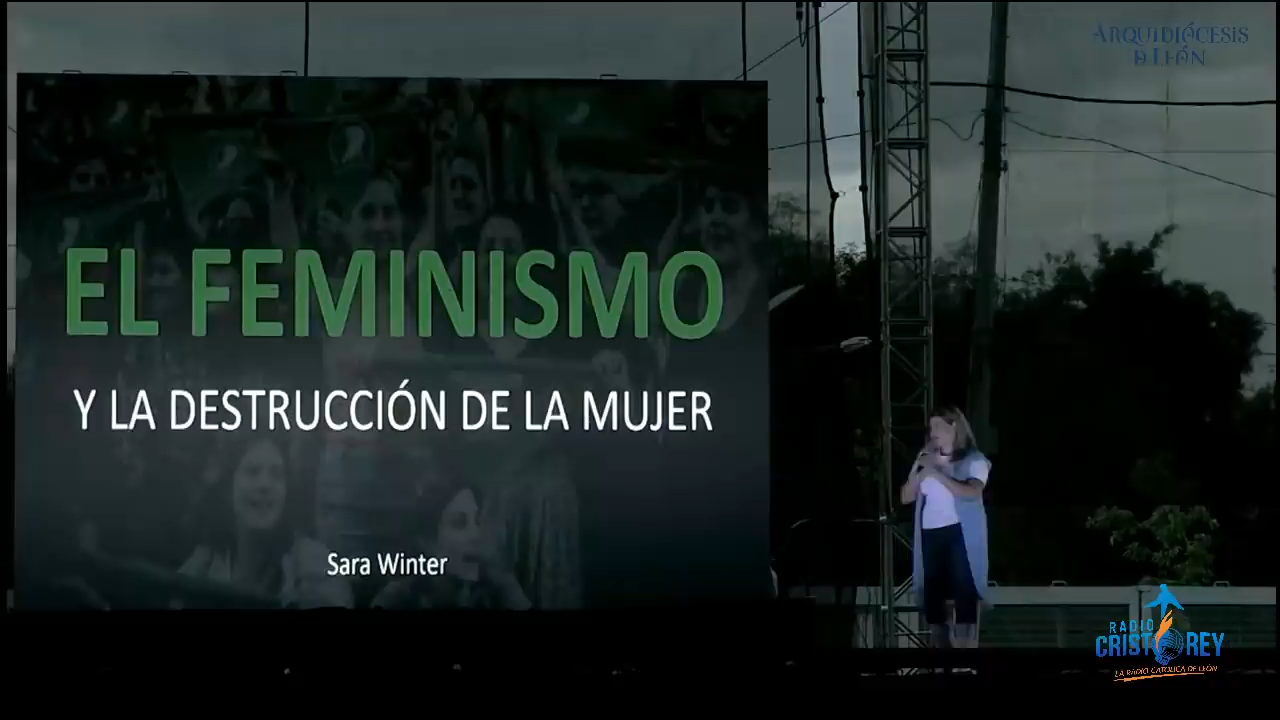 ARQUIDIÓCESIS
DE LEÓN
EL FEMINISMO
Y LA DESTRUCCIÓN DE LA MUJER
Sara Winter
RADIO
CRISTO REY
LA RADIO CATOLICA DE LEÓN